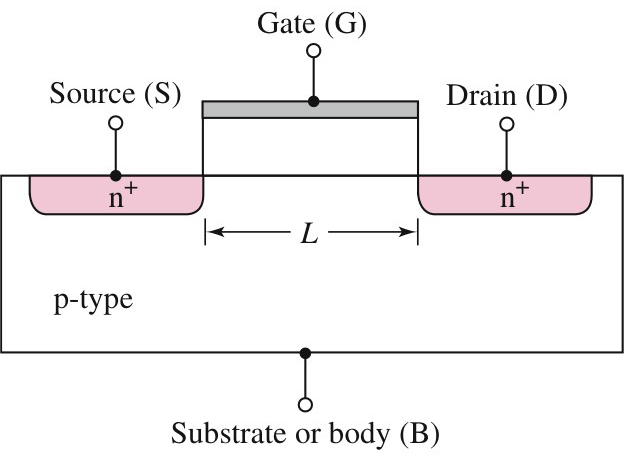 Gate (G)
Source (S)
Drain (D)
n+
n+
L
p-type
Substrate or body (B)